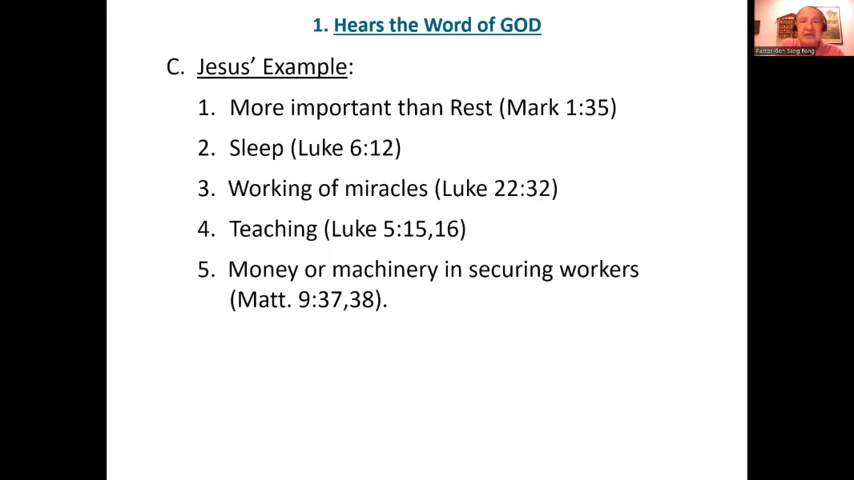 1. Hears the Word of GOD
C. Jesus’ Example:
1. More important than Rest (Mark 1:35)
2. Sleep (Luke 6:12)
3. Working of miracles (Luke 22:32)
4. Teaching (Luke 5:15,16)
5. Money or machinery in securing workers
(Matt. 9:37,38).
Pastor